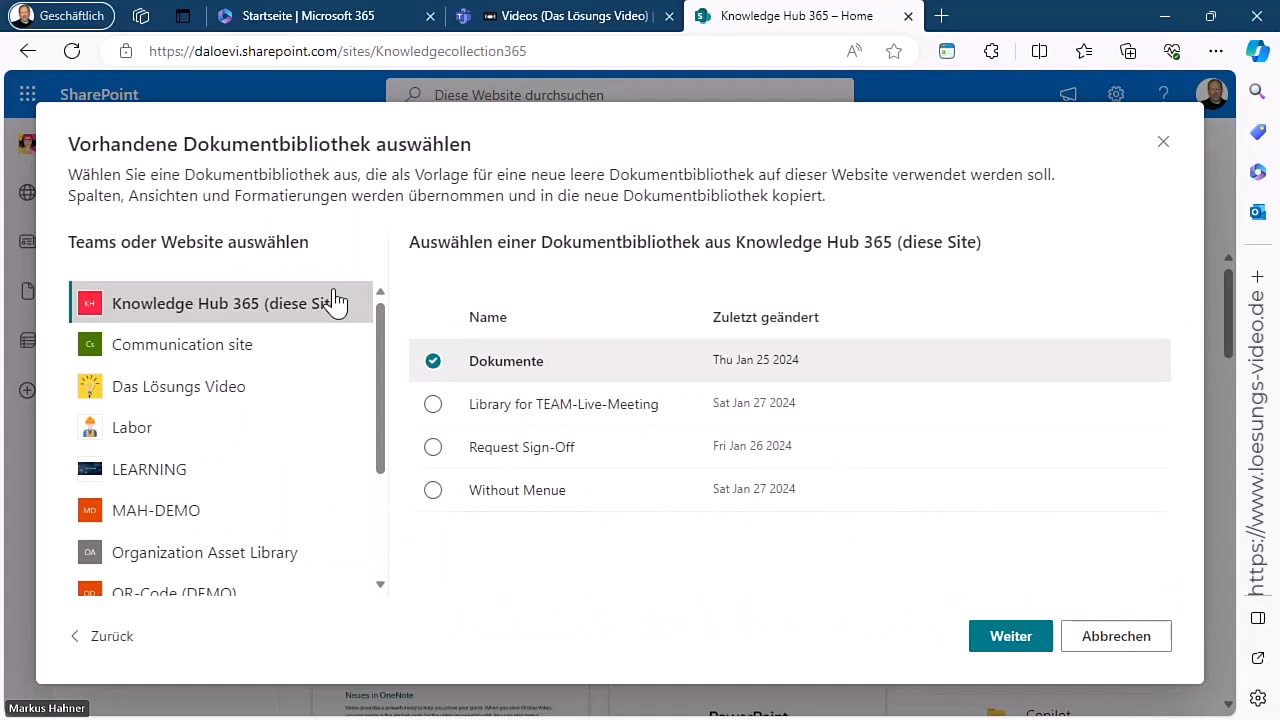 Geschäftlich
Startseite | Microsoft 365
Videos (Das Lösungs Video) |
Knowledge Hub 365 – Home
https://daloevi.sharepoint.com/sites/Knowledgecollection365
SharePoint
Diese Website durchsuchen
Vorhandene Dokumentbibliothek auswählen
Wählen Sie eine Dokumentbibliothek aus, die als Vorlage für eine neue leere Dokumentbibliothek auf dieser Website verwendet werden soll.
Spalten, Ansichten und Formatierungen werden übernommen und in die neue Dokumentbibliothek kopiert.
Teams oder Website auswählen
KH Knowledge Hub 365 (diese Sit
Cs Communication site
Das Lösungs Video
Labor
LEARNING
MD MAH-DEMO
OA Organization Asset Library
QR-Code (DEMO)
Auswählen einer Dokumentbibliothek aus Knowledge Hub 365 (diese Site)
Name Zuletzt geändert
Dokumente Thu Jan 25 2024
Library for TEAM-Live-Meeting Sat Jan 27 2024
Request Sign-Off Fri Jan 26 2024
Without Menue Sat Jan 27 2024
Zurück
Weiter
Abbrechen
Neues in OneNote
PowerPoint
Copilot
Markus Hahner
https://www.loesungs-video.de